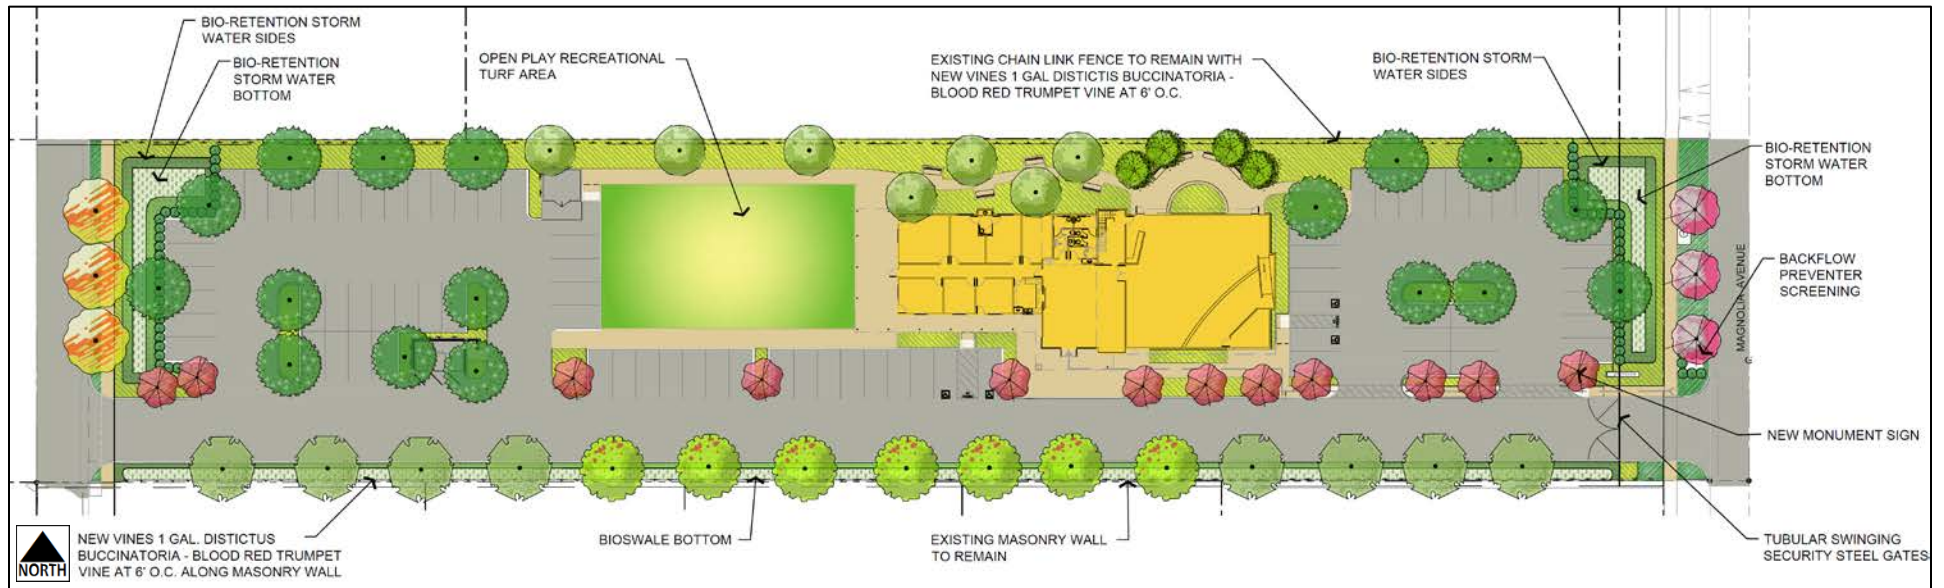 BIO-RETENTION STORM
WATER SIDES
BIO-RETENTION
STORM WATER
BOTTOM
OPEN PLAY RECREATIONAL
TURF AREA
EXISTING CHAIN LINK FENCE TO REMAIN WITH
NEW VINES 1 GAL DISTICTIS BUCCINATORIA -
BLOOD RED TRUMPET VINE AT 6' O.C.
BIO-RETENTION STORM
WATER SIDES
BIO-RETENTION
STORM WATER
BOTTOM
MAGNOLIA AVENUE
BACKFLOW
PREVENTER
SCREENING
NEW MONUMENT SIGN
TUBULAR SWINGING
SECURITY STEEL GATES
NORTH
NEW VINES 1 GAL. DISTICTUS
BUCCINATORIA - BLOOD RED TRUMPET
VINE AT 6' O.C. ALONG MASONRY WALL
BIOSWALE BOTTOM
EXISTING MASONRY WALL
TO REMAIN